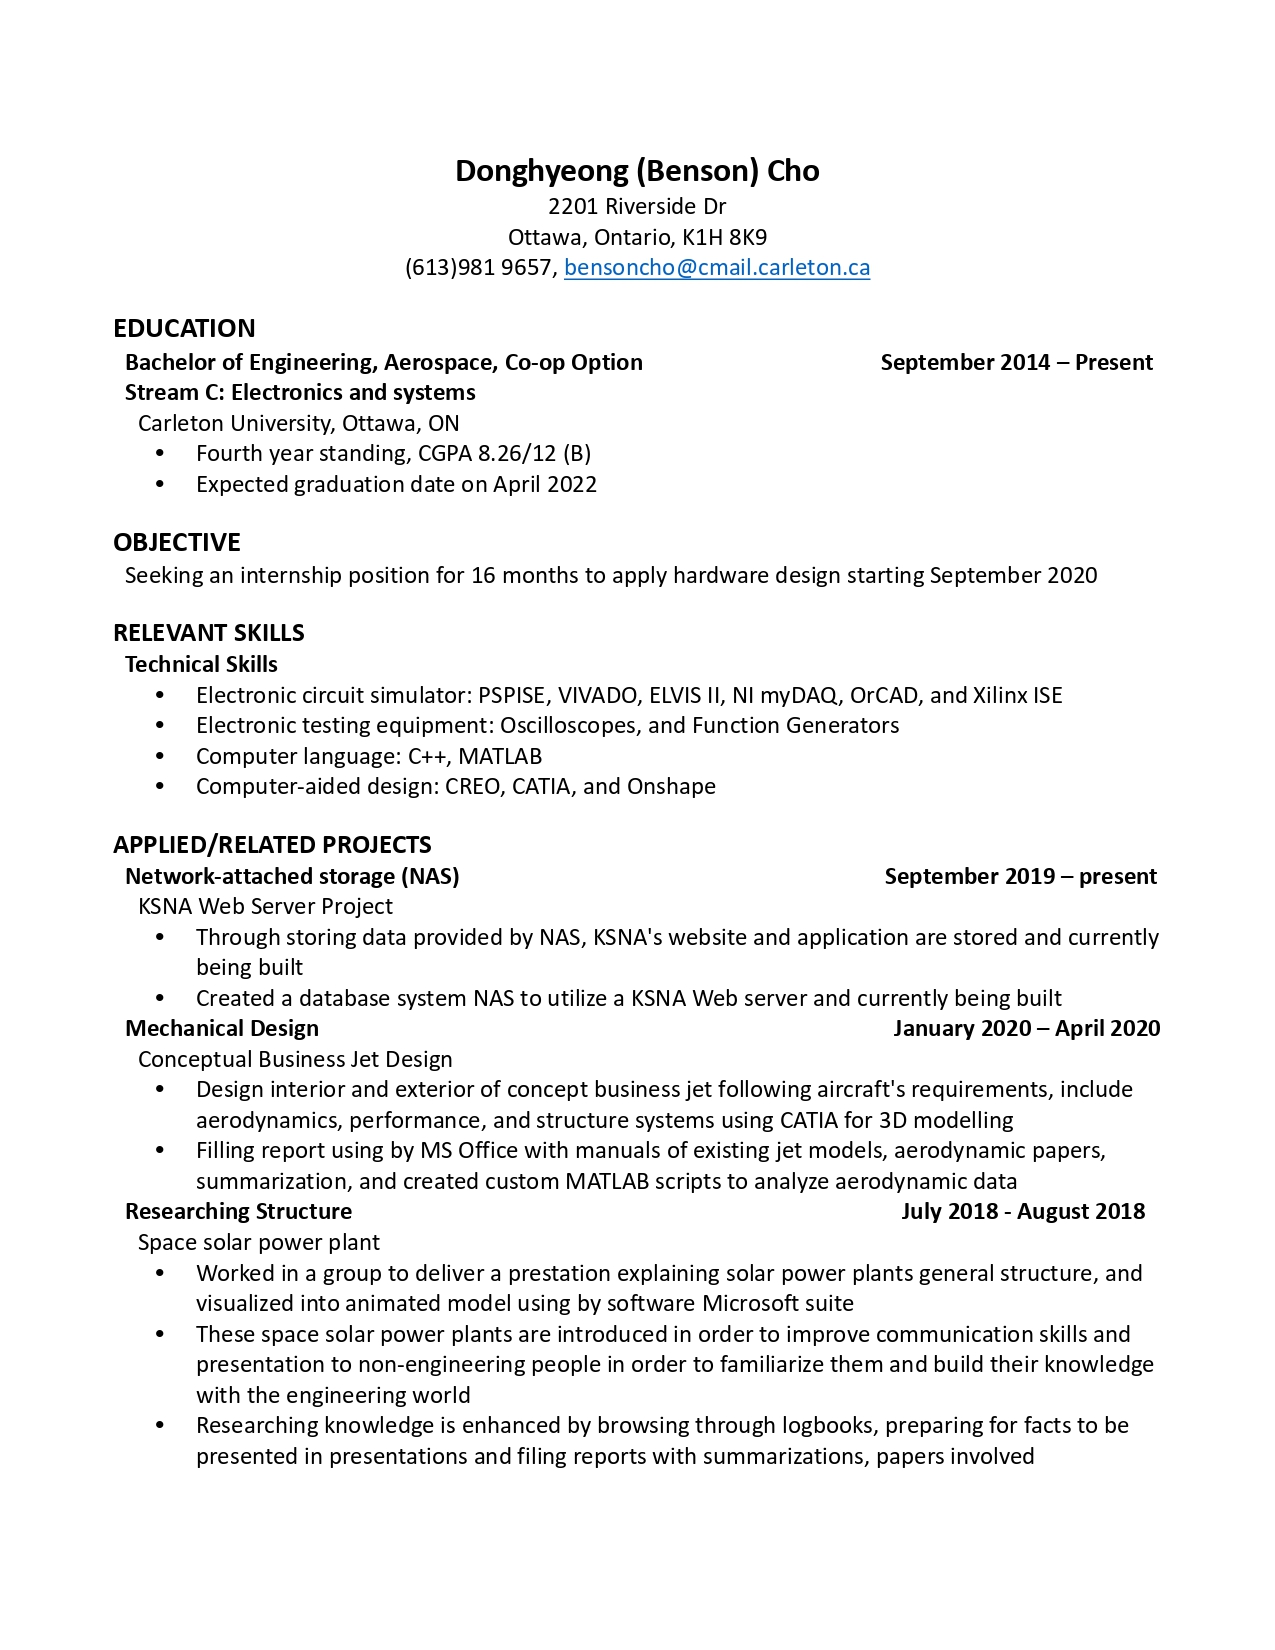 Donghyeong (Benson) Cho
2201 Riverside Dr
Ottawa, Ontario, K1H 8K9
(613)981 9657, bensoncho@cmail.carleton.ca
EDUCATION
Bachelor of Engineering, Aerospace, Co-op Option September 2014 – Present
Stream C: Electronics and systems
Carleton University, Ottawa, ON
• Fourth year standing, CGPA 8.26/12 (B)
• Expected graduation date on April 2022
OBJECTIVE
Seeking an internship position for 16 months to apply hardware design starting September 2020
RELEVANT SKILLS
Technical Skills
• Electronic circuit simulator: PSPISE, VIVADO, ELVIS II, NI myDAQ, OrCAD, and Xilinx ISE
• Electronic testing equipment: Oscilloscopes, and Function Generators
• Computer language: C++, MATLAB
• Computer-aided design: CREO, CATIA, and Onshape
APPLIED/RELATED PROJECTS
Network-attached storage (NAS) September 2019 – present
KSNA Web Server Project
• Through storing data provided by NAS, KSNA's website and application are stored and currently
being built
• Created a database system NAS to utilize a KSNA Web server and currently being built
Mechanical Design January 2020 – April 2020
Conceptual Business Jet Design
• Design interior and exterior of concept business jet following aircraft's requirements, include
aerodynamics, performance, and structure systems using CATIA for 3D modelling
• Filling report using by MS Office with manuals of existing jet models, aerodynamic papers,
summarization, and created custom MATLAB scripts to analyze aerodynamic data
Researching Structure July 2018 - August 2018
Space solar power plant
• Worked in a group to deliver a prestation explaining solar power plants general structure, and
visualized into animated model using by software Microsoft suite
• These space solar power plants are introduced in order to improve communication skills and
presentation to non-engineering people in order to familiarize them and build their knowledge
with the engineering world
• Researching knowledge is enhanced by browsing through logbooks, preparing for facts to be
presented in presentations and filing reports with summarizations, papers involved